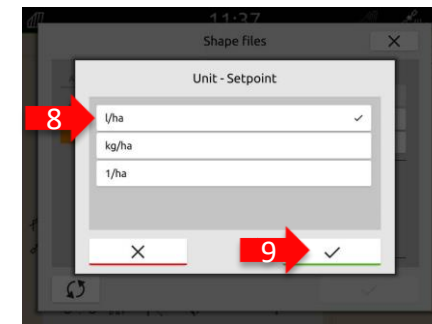 11:37
Shape files
Unit - Setpoint
8
l/ha
kg/ha
1/ha
9